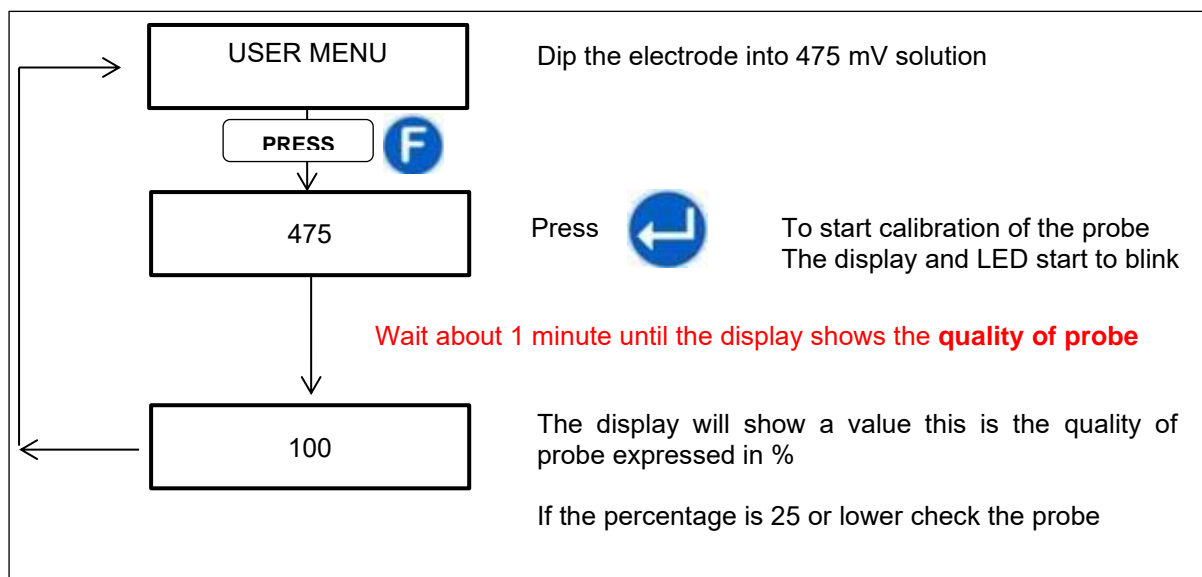 USER MENU
Dip the electrode into 475 mV solution
PRESS
F
475
Press
To start calibration of the probe
The display and LED start to blink
Wait about 1 minute until the display shows the quality of probe
100
The display will show a value this is the quality of
probe expressed in %
If the percentage is 25 or lower check the probe